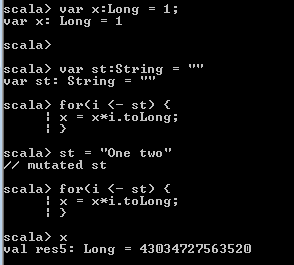 scala> var x:Long = 1;
var x: Long = 1
scala>
scala> var st:String = ""
var st: String = ""
scala> for(i <- st) {
| x = x*i.toLong;
| }
scala> st = "One two"
// mutated st
scala> for(i <- st) {
| x = x*i.toLong;
| }
scala> x
val res5: Long = 43034727563520